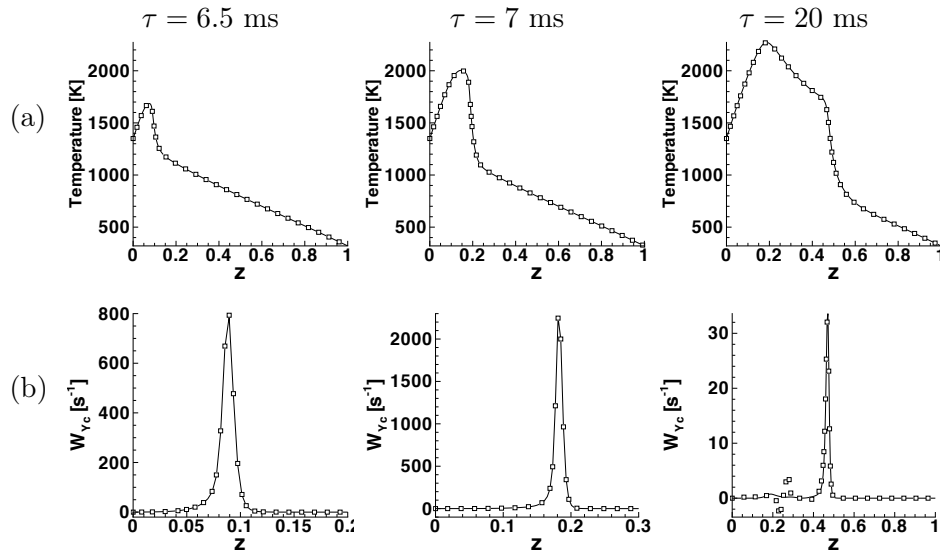 τ = 6.5 ms τ = 7 ms τ = 20 ms
(a)
Temperature [K]
2000
1500
1000
500
0 0.2 0.4 0.6 0.8 1
z
Temperature [K]
2000
1500
1000
500
0 0.2 0.4 0.6 0.8 1
z
Temperature [K]
2000
1500
1000
500
0 0.2 0.4 0.6 0.8 1
z
(b)
W_Yc [s⁻¹]
800
600
400
200
0
0 0.05 0.1 0.15 0.2
z
W_Yc [s⁻¹]
2000
1500
1000
500
0
0 0.1 0.2 0.3
z
W_Yc [s⁻¹]
30
20
10
0
0 0.2 0.4 0.6 0.8 1
z